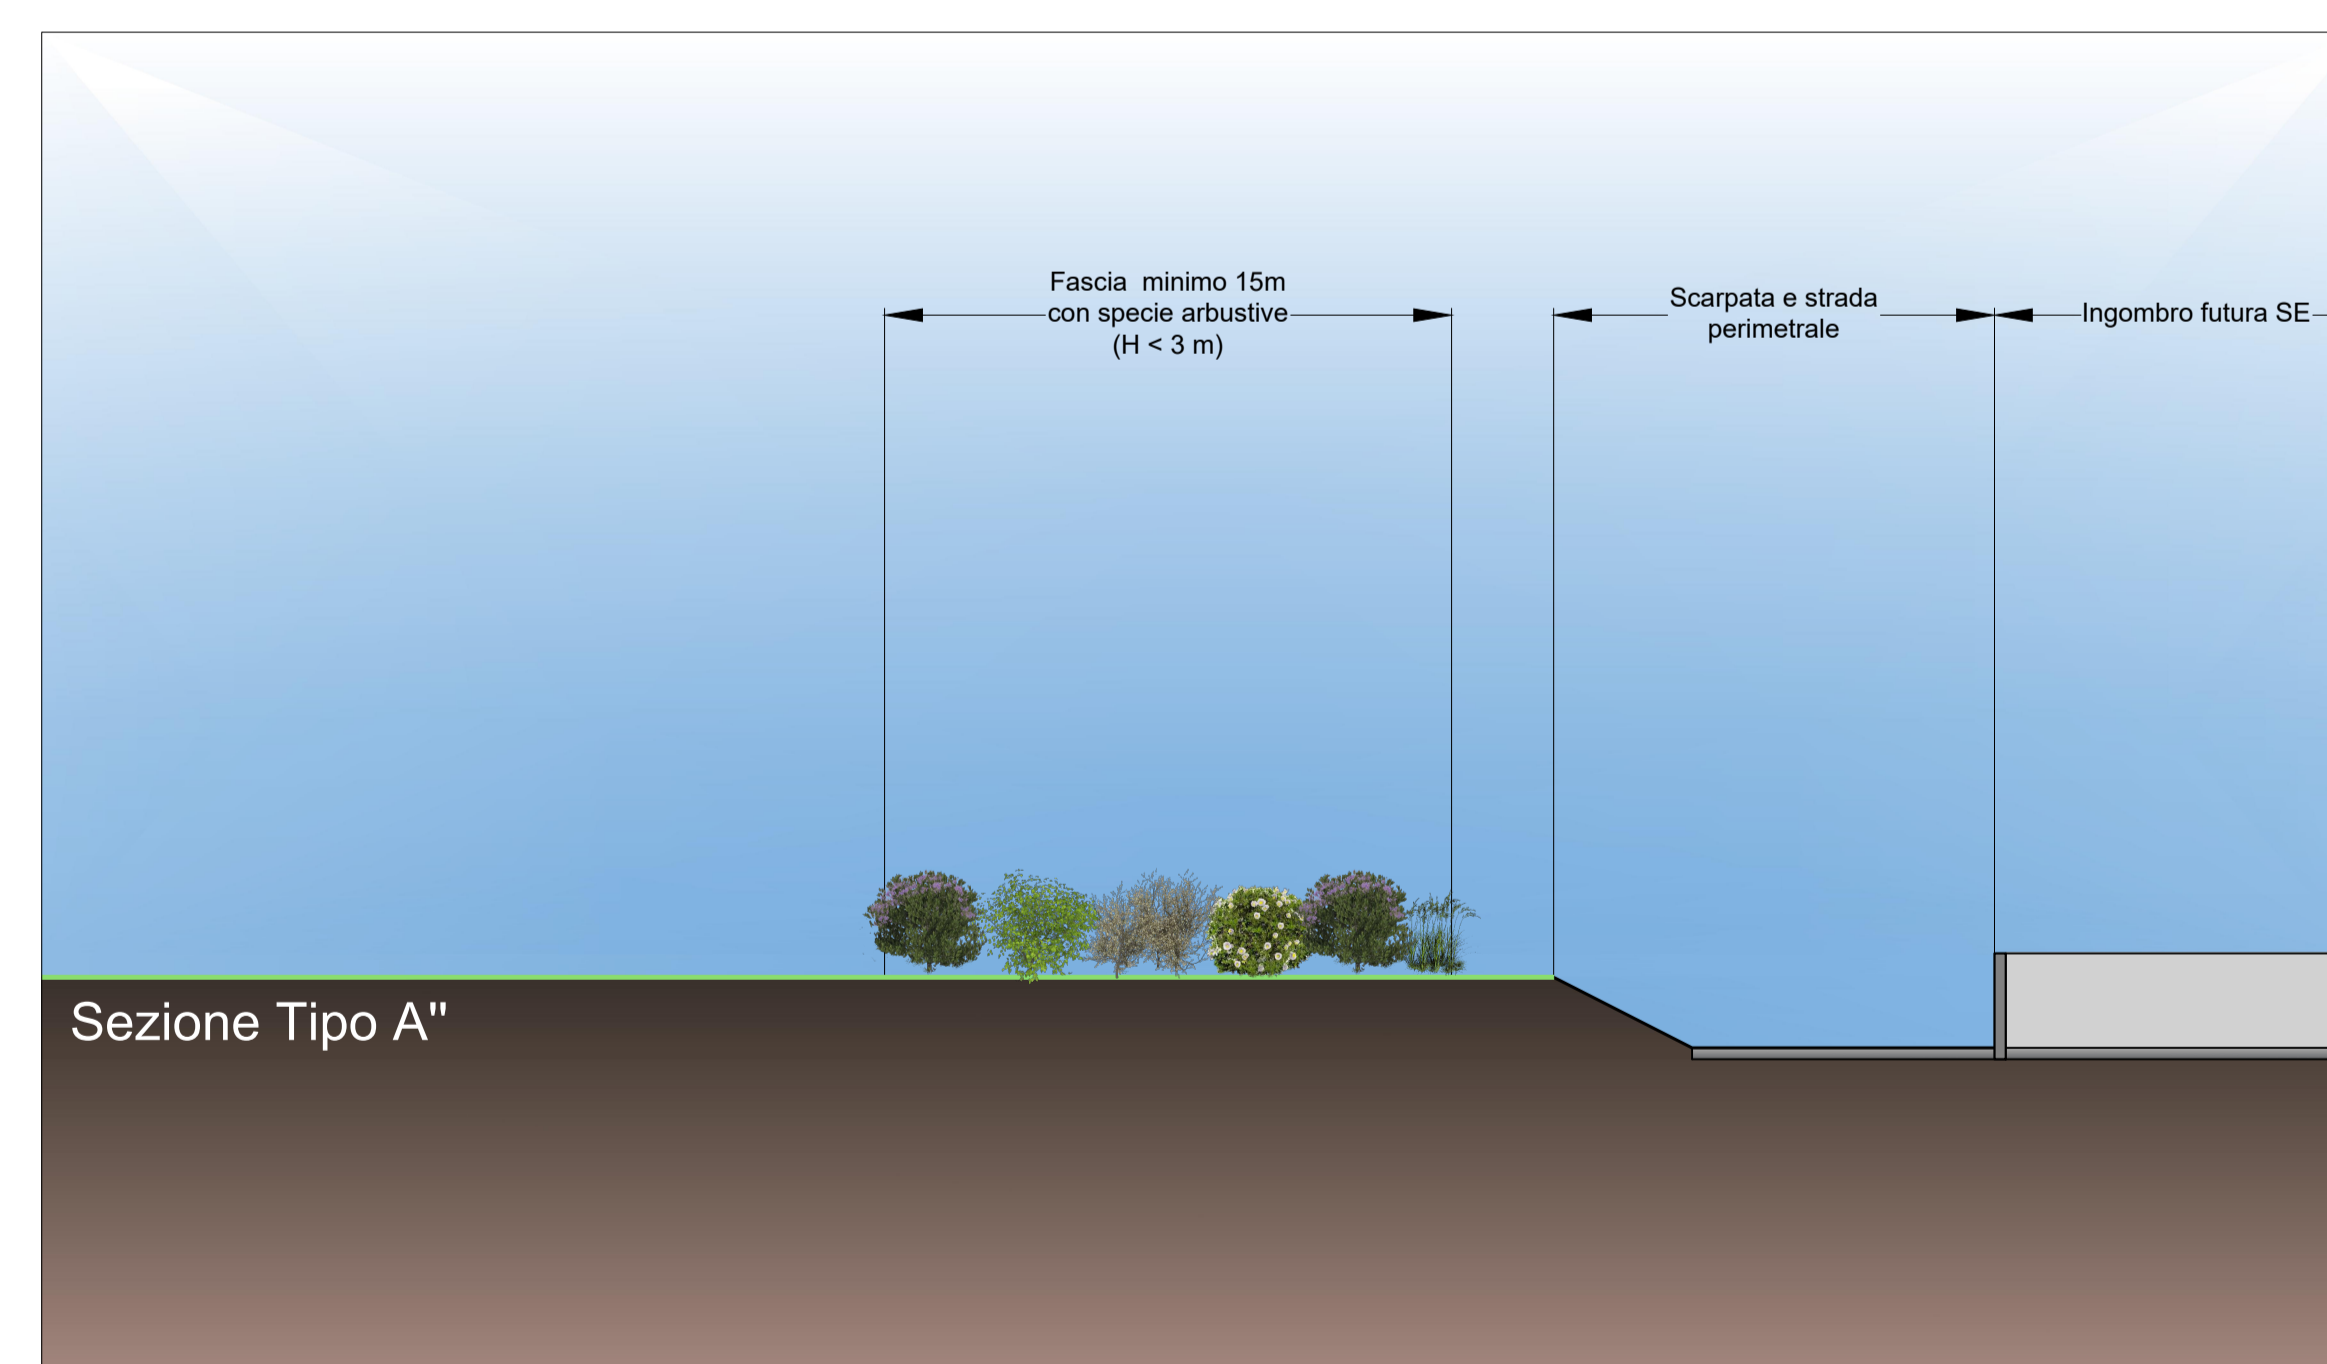 Fascia minimo 15m
con specie arbustive
(H < 3 m)
Scarpata e strada
perimetrale
Ingombro futura SE
Sezione Tipo A"